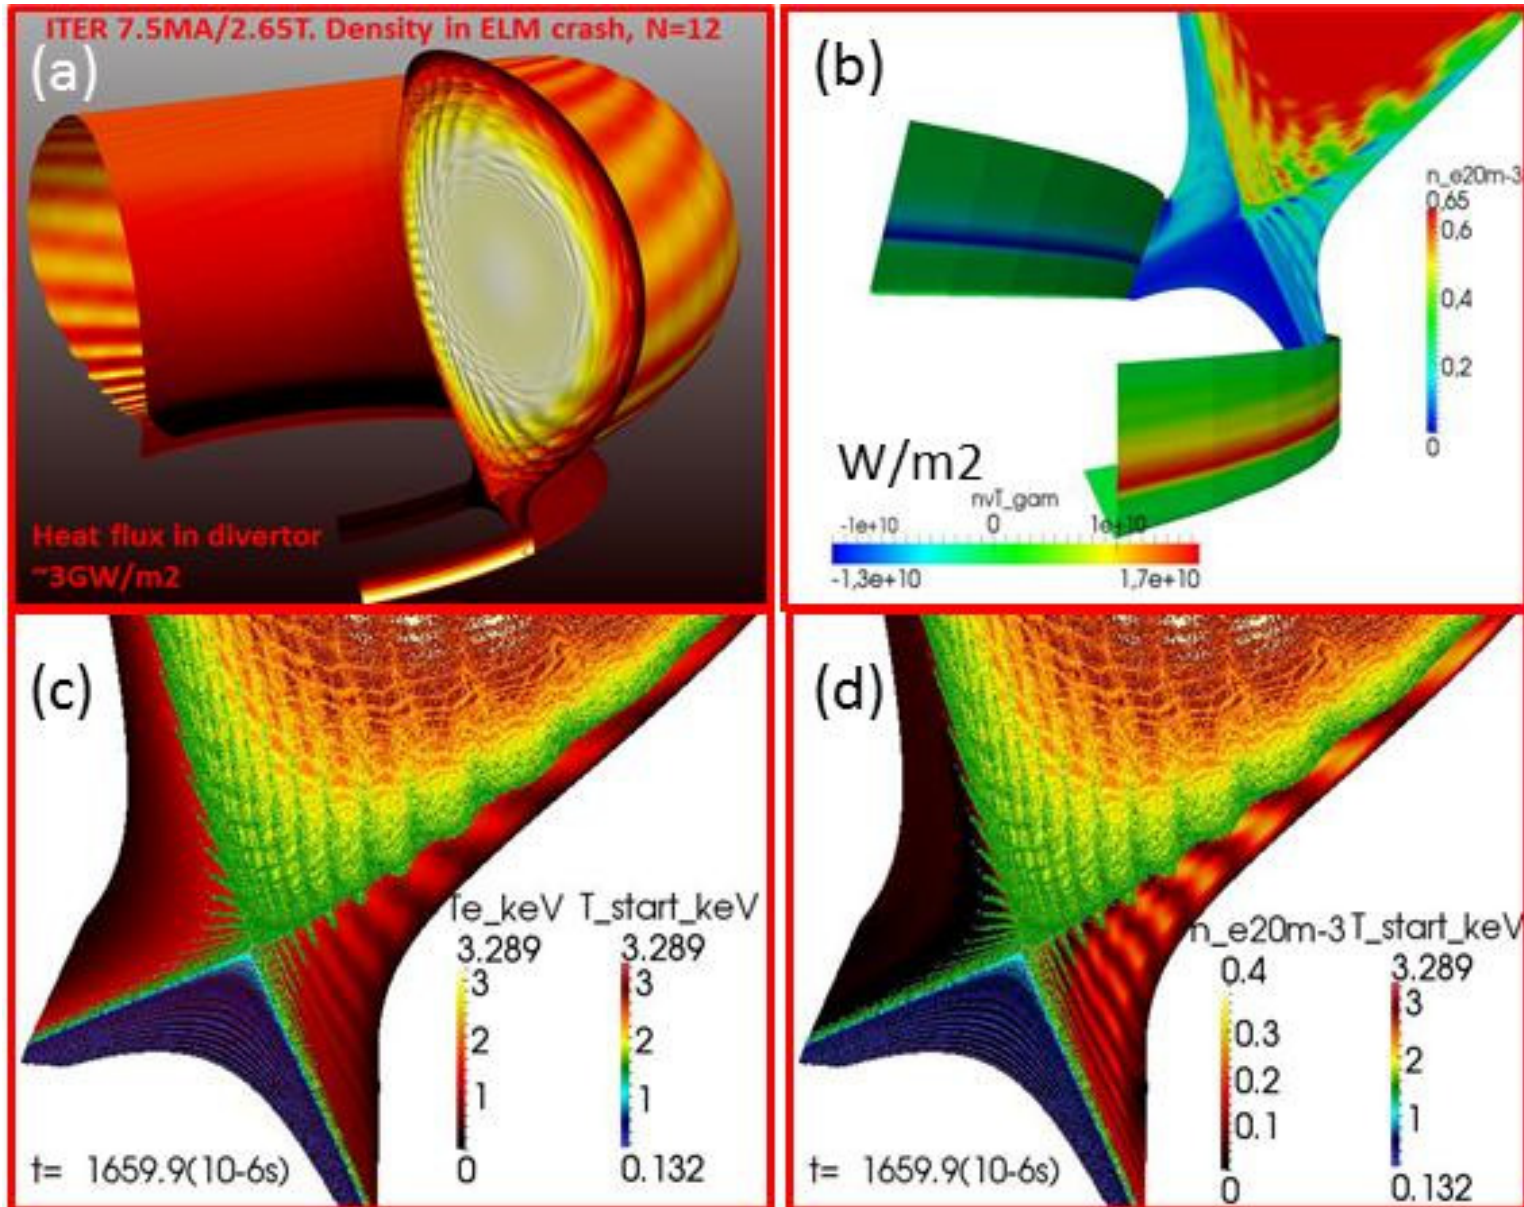 ITER 7.5MA/2.65T. Density in ELM crash, N=12
(a)
Heat flux in divertor
~3GW/m2
(b)
n_e20m-3
0,65
0,6
0,4
0,2
0
W/m2
nvT_gam
-1e+10 0 1e+10
-1,3e+10 1,7e+10
(c)
Te_keV T_start_keV
3.289 3.289
3 3
2 2
1 1
0 0.132
t= 1659.9(10-6s)
(d)
n_e20m-3 T_start_keV
0.4 3.289
0.3 3
0.2 2
0.1 1
0 0.132
t= 1659.9(10-6s)